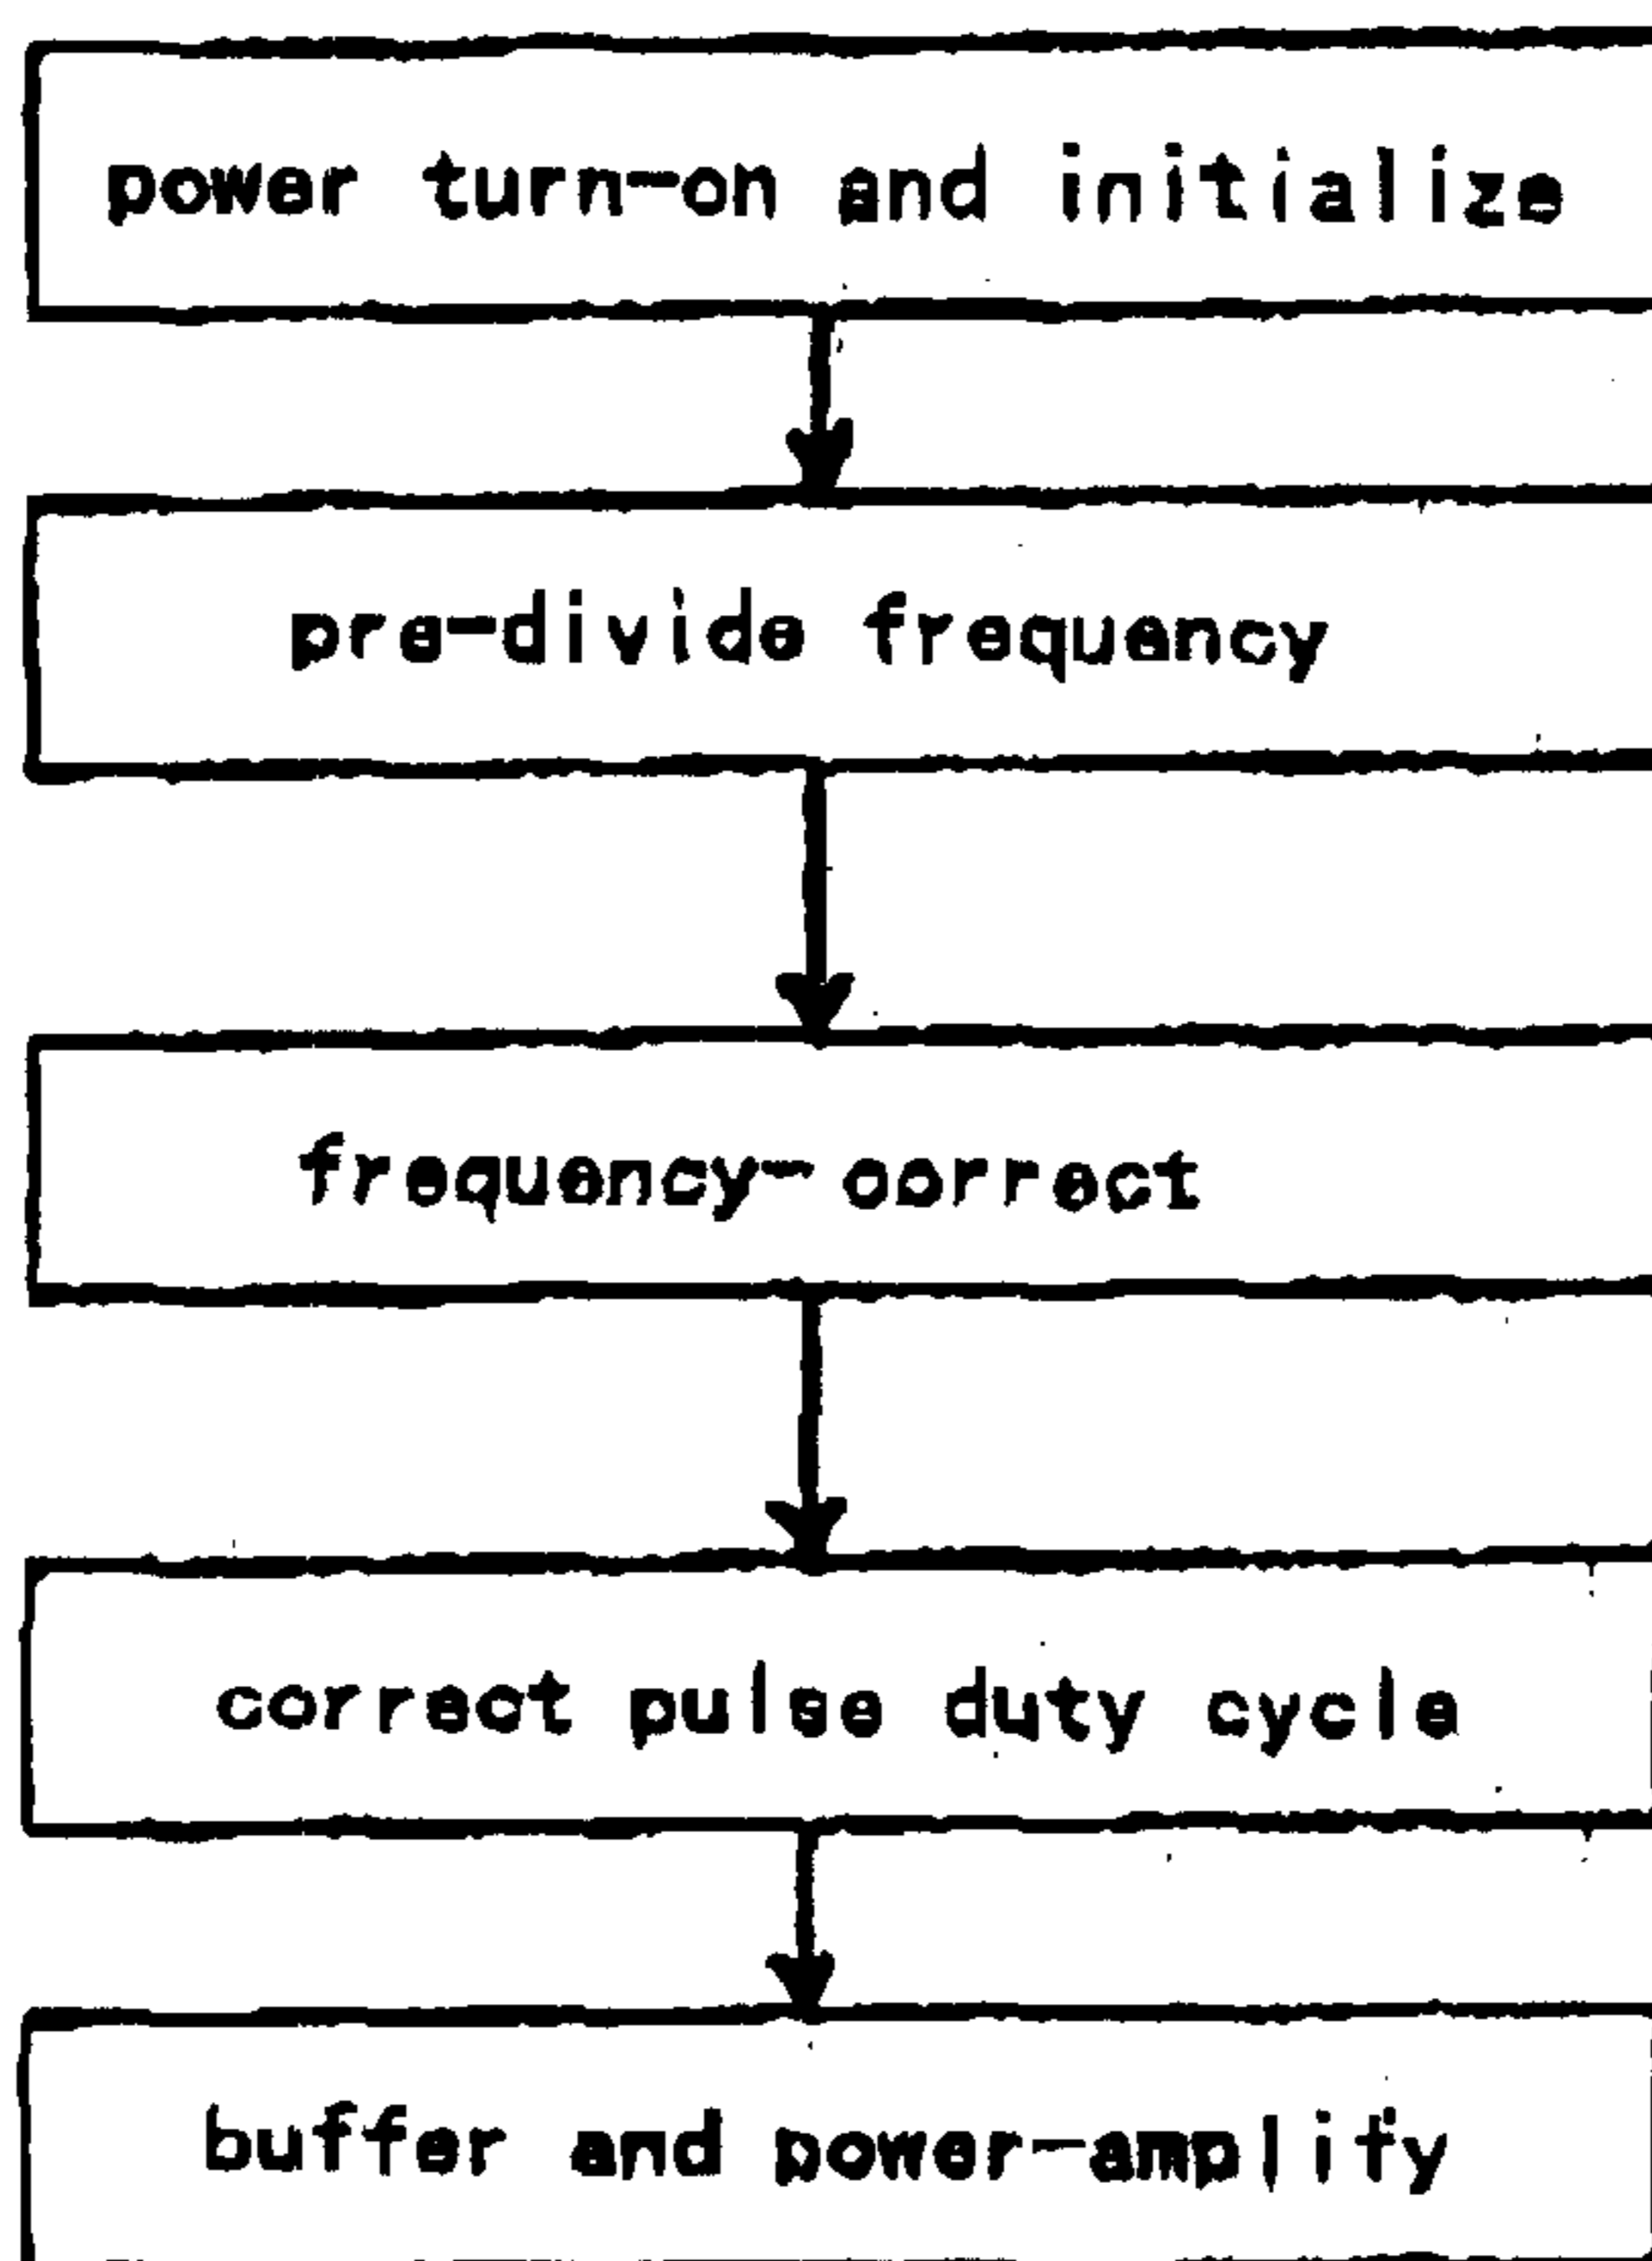 power turn-on and initialize
pre-divide frequency
frequency-correct
correct pulse duty cycle
buffer and power-amplify